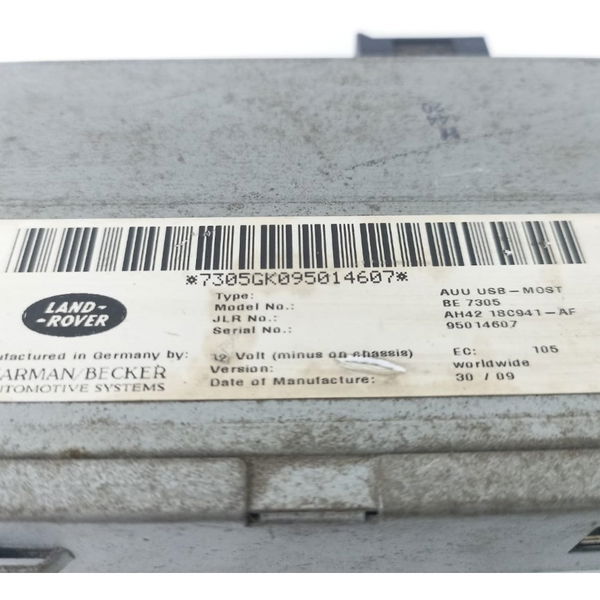 *7305GK095014607*
LAND-
-ROVER
Type: AUU USB-MOST
Model No.: BE 7305
JLR No.: AH42 18C941-AF
Serial No.: 95014607
12 Volt (minus on chassis) EC: 105
Version: worldwide
Date of Manufacture: 30 / 09
ufactured in Germany by:
ARMAN/BECKER
UTOMOTIVE SYSTEMS